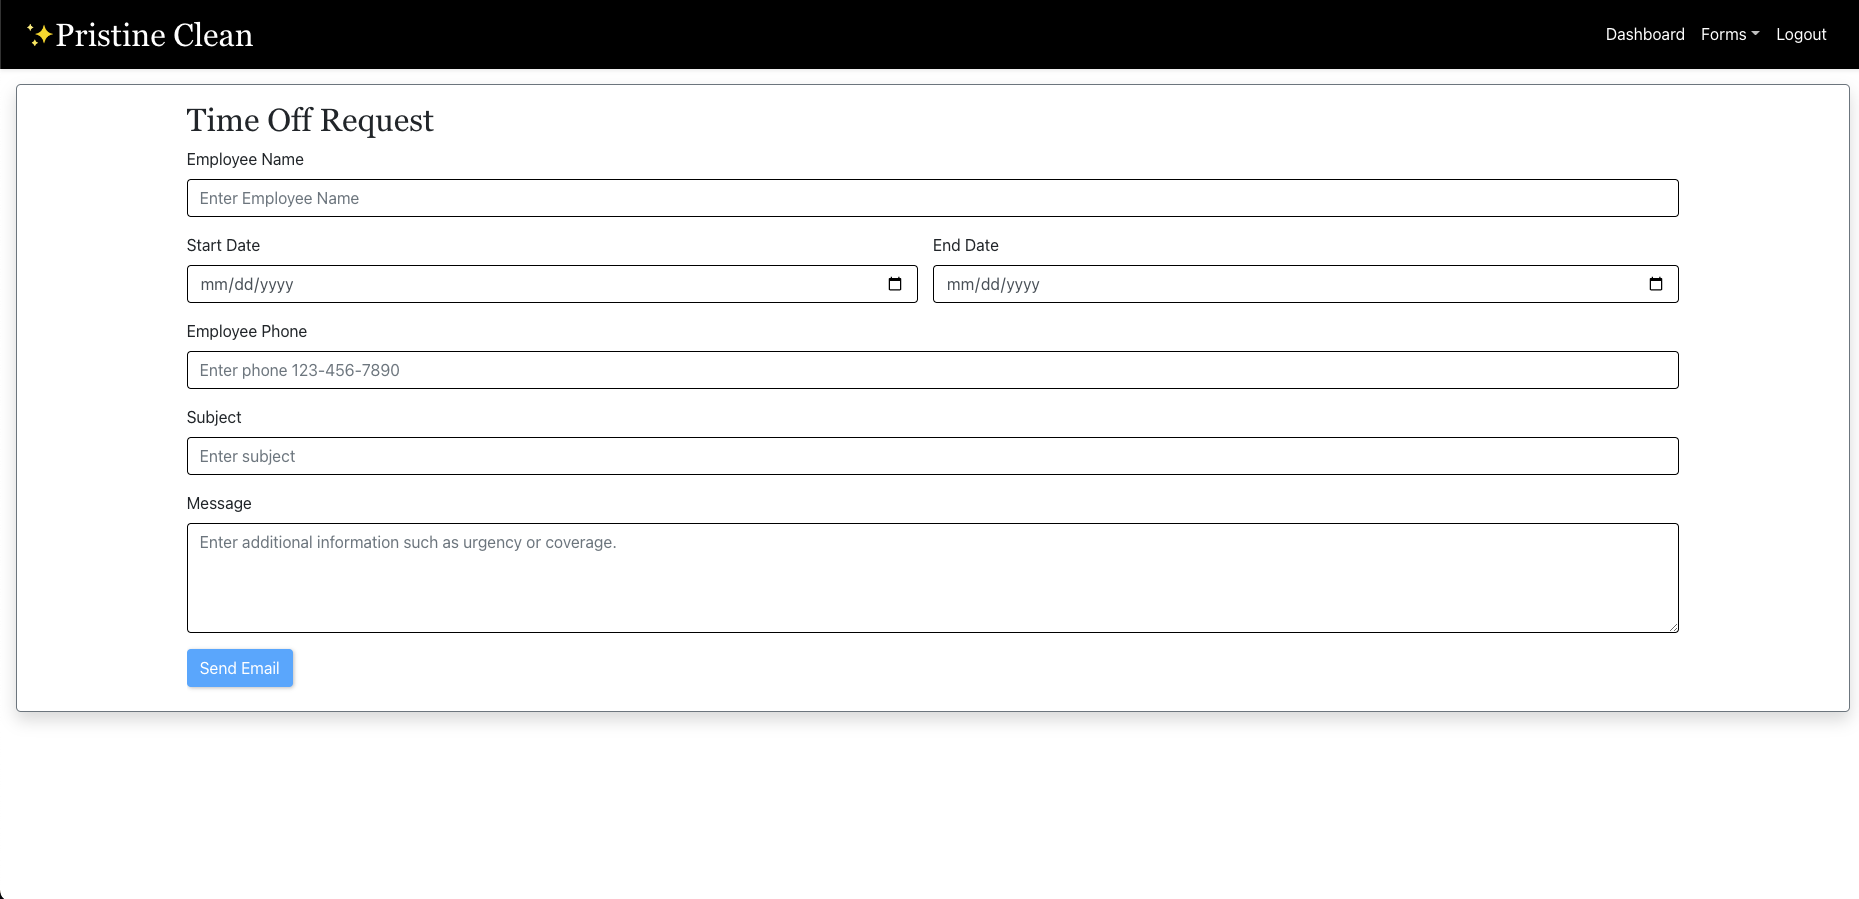 ✨Pristine Clean
Dashboard Forms Logout
Time Off Request
Employee Name
Enter Employee Name
Start Date End Date
mm/dd/yyyy mm/dd/yyyy
Employee Phone
Enter phone 123-456-7890
Subject
Enter subject
Message
Enter additional information such as urgency or coverage.
Send Email